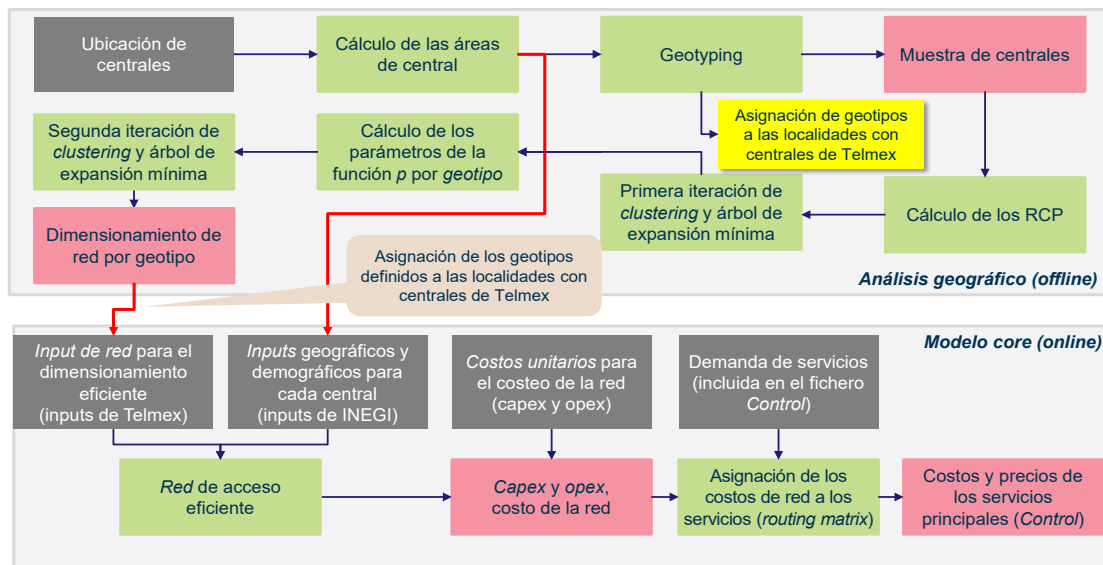 Ubicación de
centrales
Cálculo de las áreas
de central
Geotyping
Muestra de centrales
Asignación de geotipos
a las localidades con
centrales de Telmex
Segunda iteración de
clustering y árbol de
expansión mínima
Cálculo de los
parámetros de la
función p por geotipo
Primera iteración de
clustering y árbol de
expansión mínima
Cálculo de los RCP
Dimensionamiento de
red por geotipo
Asignación de los geotipos
definidos a las localidades con
centrales de Telmex
Análisis geográfico (offline)
Modelo core (online)
Input de red para el
dimensionamiento
eficiente
(inputs de Telmex)
Inputs geográficos y
demográficos para
cada central
(inputs de INEGI)
Costos unitarios para
el costeo de la red
(capex y opex)
Demanda de servicios
(incluida en el fichero
Control)
Red de acceso
eficiente
Capex y opex,
costo de la red
Asignación de los
costos de red a los
servicios (routing matrix)
Costos y precios de
los servicios
principales (Control)